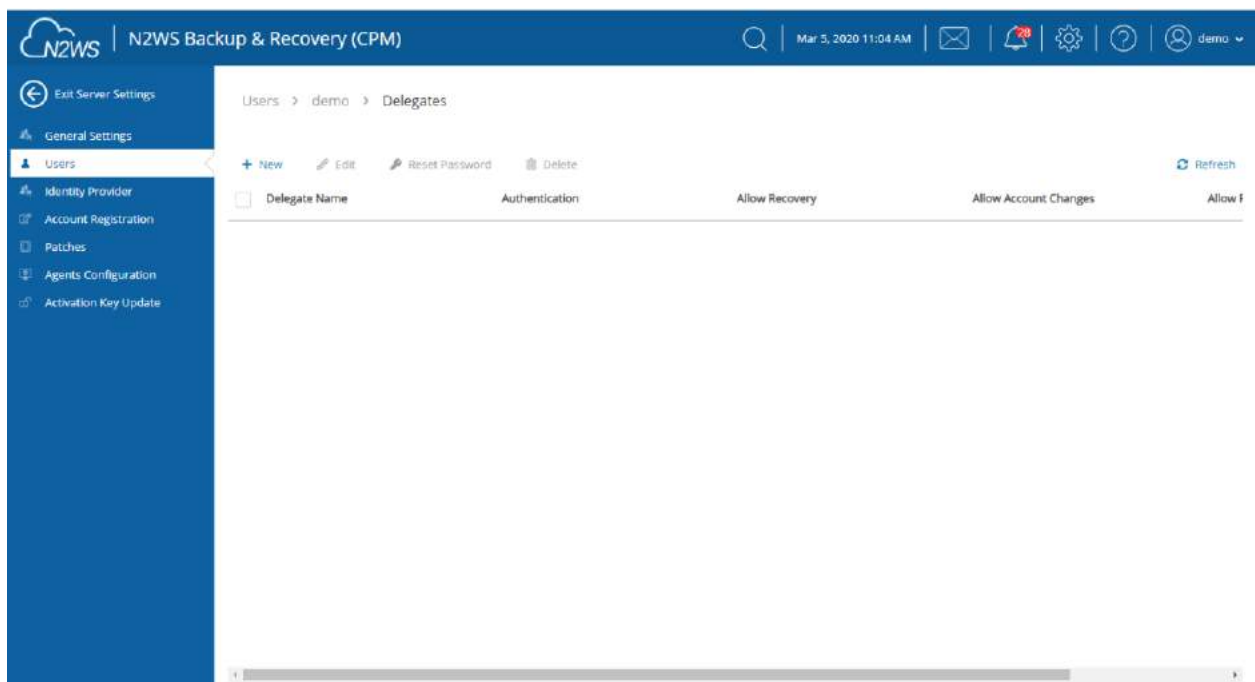 N2WS | N2WS Backup & Recovery (CPM) Mar 5, 2020 11:04 AM 28 demo
Exit Server Settings
Users > demo > Delegates
General Settings
Users
+ New Edit Reset Password Delete Refresh
Identity Provider
Delegate Name Authentication Allow Recovery Allow Account Changes Allow
Account Registration
Patches
Agents Configuration
Activation Key Update